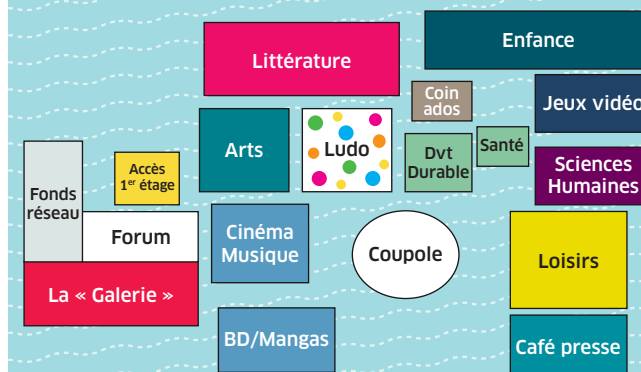 Littérature
Enfance
Coin
ados
Jeux vidéo
Arts
Ludo
Dvt
Durable
Santé
Sciences
Humaines
Fonds
réseau
Accès
1er étage
Forum
Cinéma
Musique
Coupole
Loisirs
La « Galerie »
BD/Mangas
Café presse